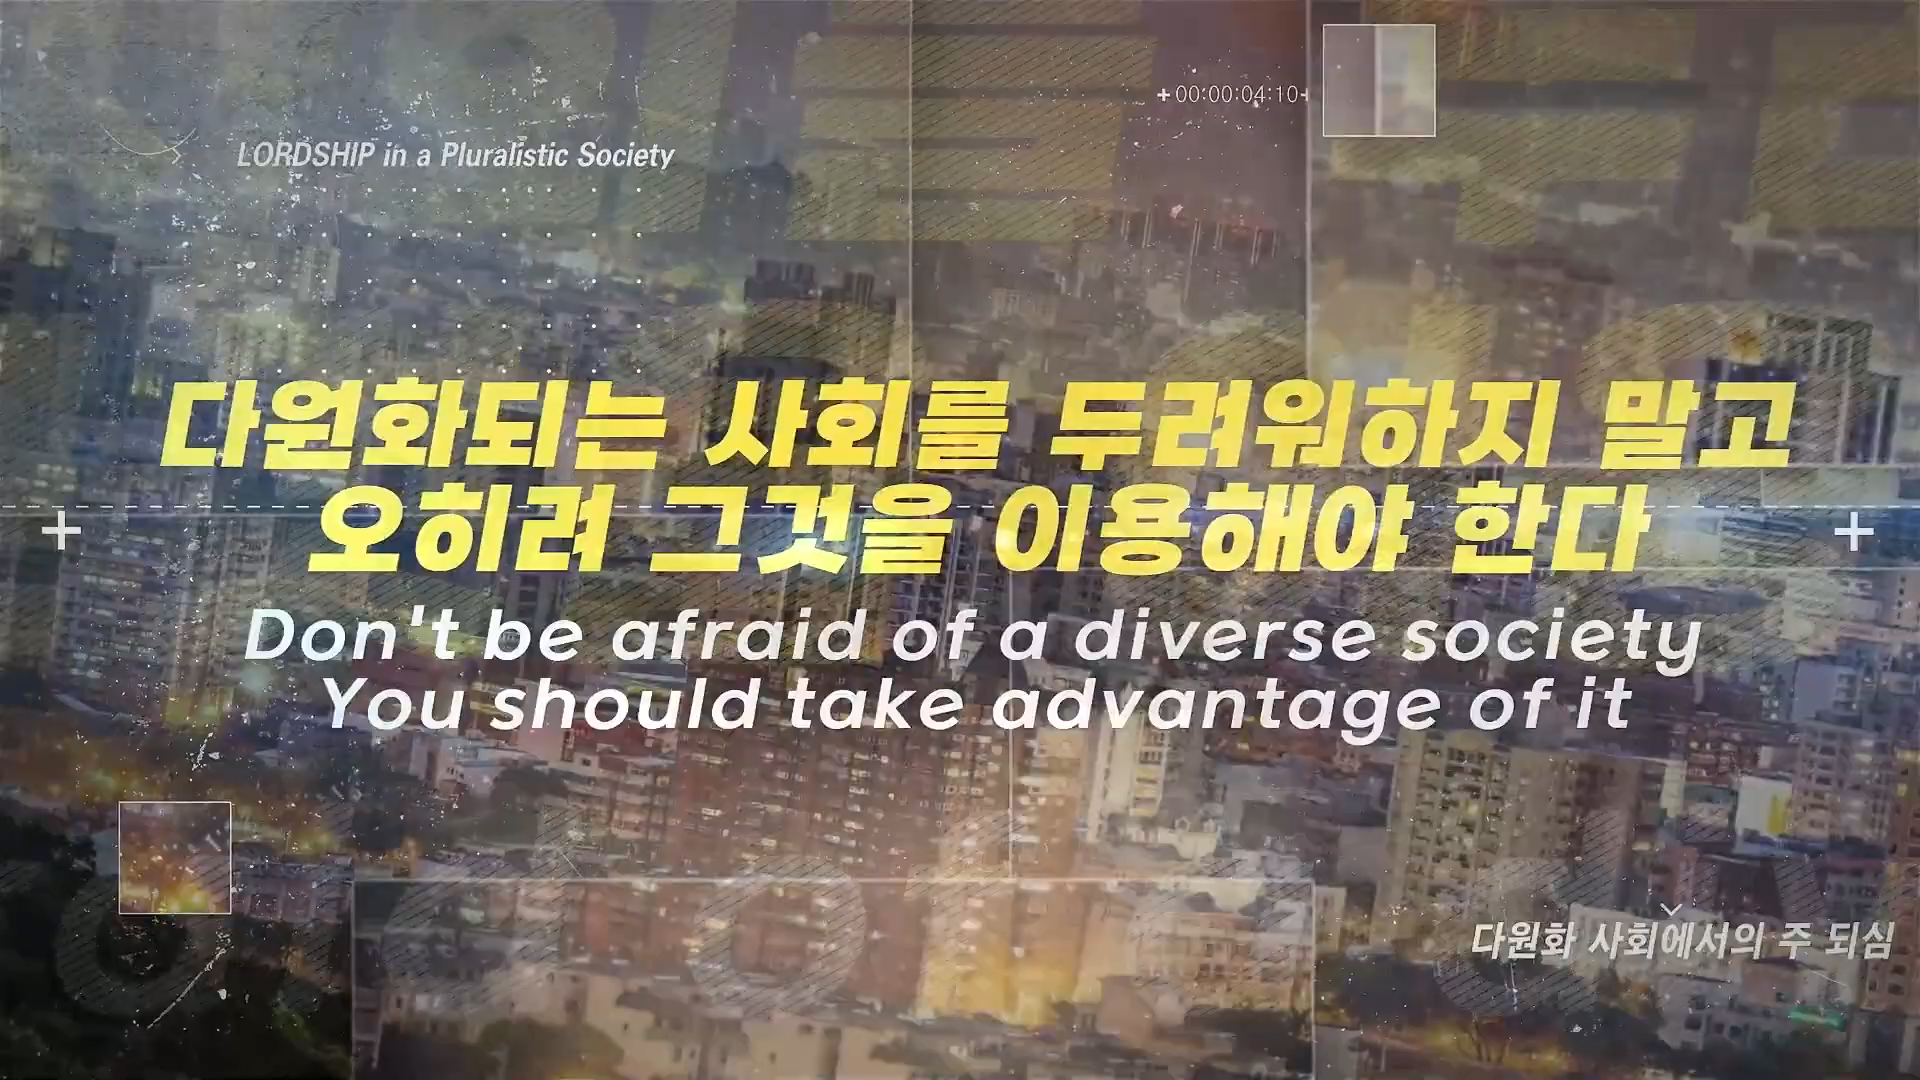 +00:00:04:10+
LORDSHIP in a Pluralistic Society
다원화되는 사회를 두려워하지 말고
오히려 그것을 이용해야 한다
Don't be afraid of a diverse society
You should take advantage of it
다원화 사회에서의 주 되심